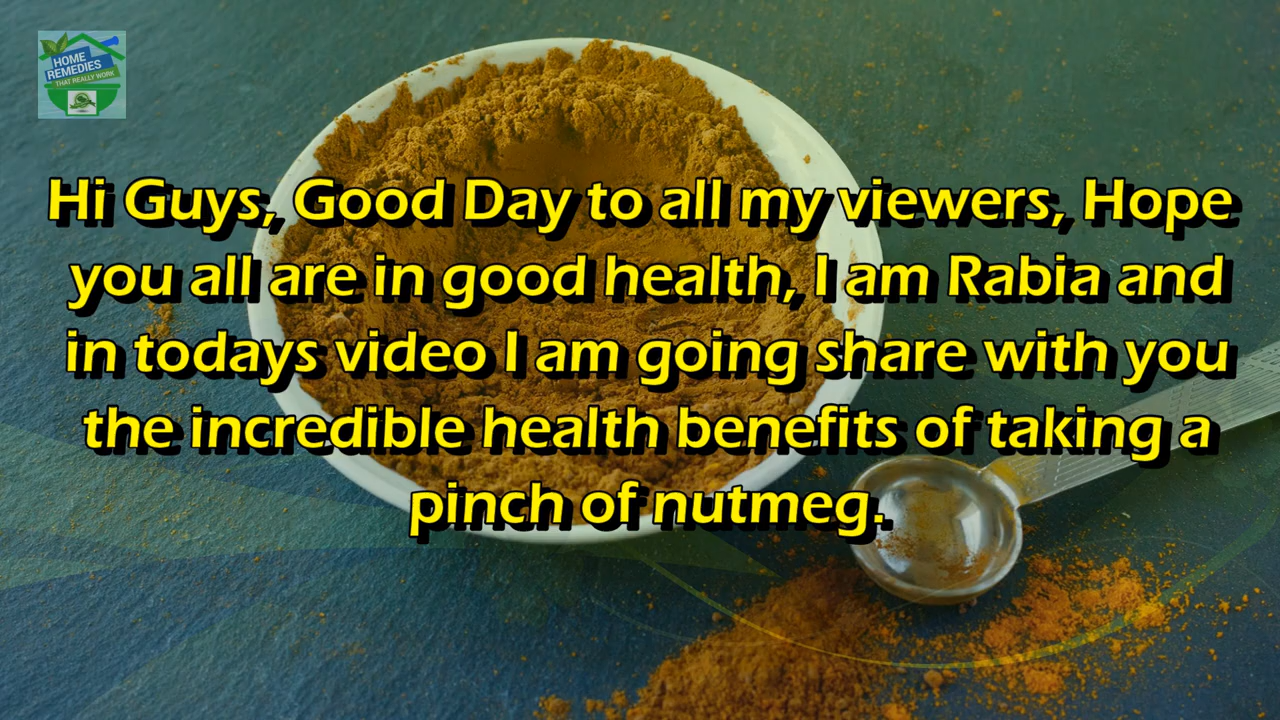 HOME
REMEDIES
THAT REALLY WORK
Hi Guys, Good Day to all my viewers, Hope
you all are in good health, I am Rabia and
in todays video I am going share with you
the incredible health benefits of taking a
pinch of nutmeg.